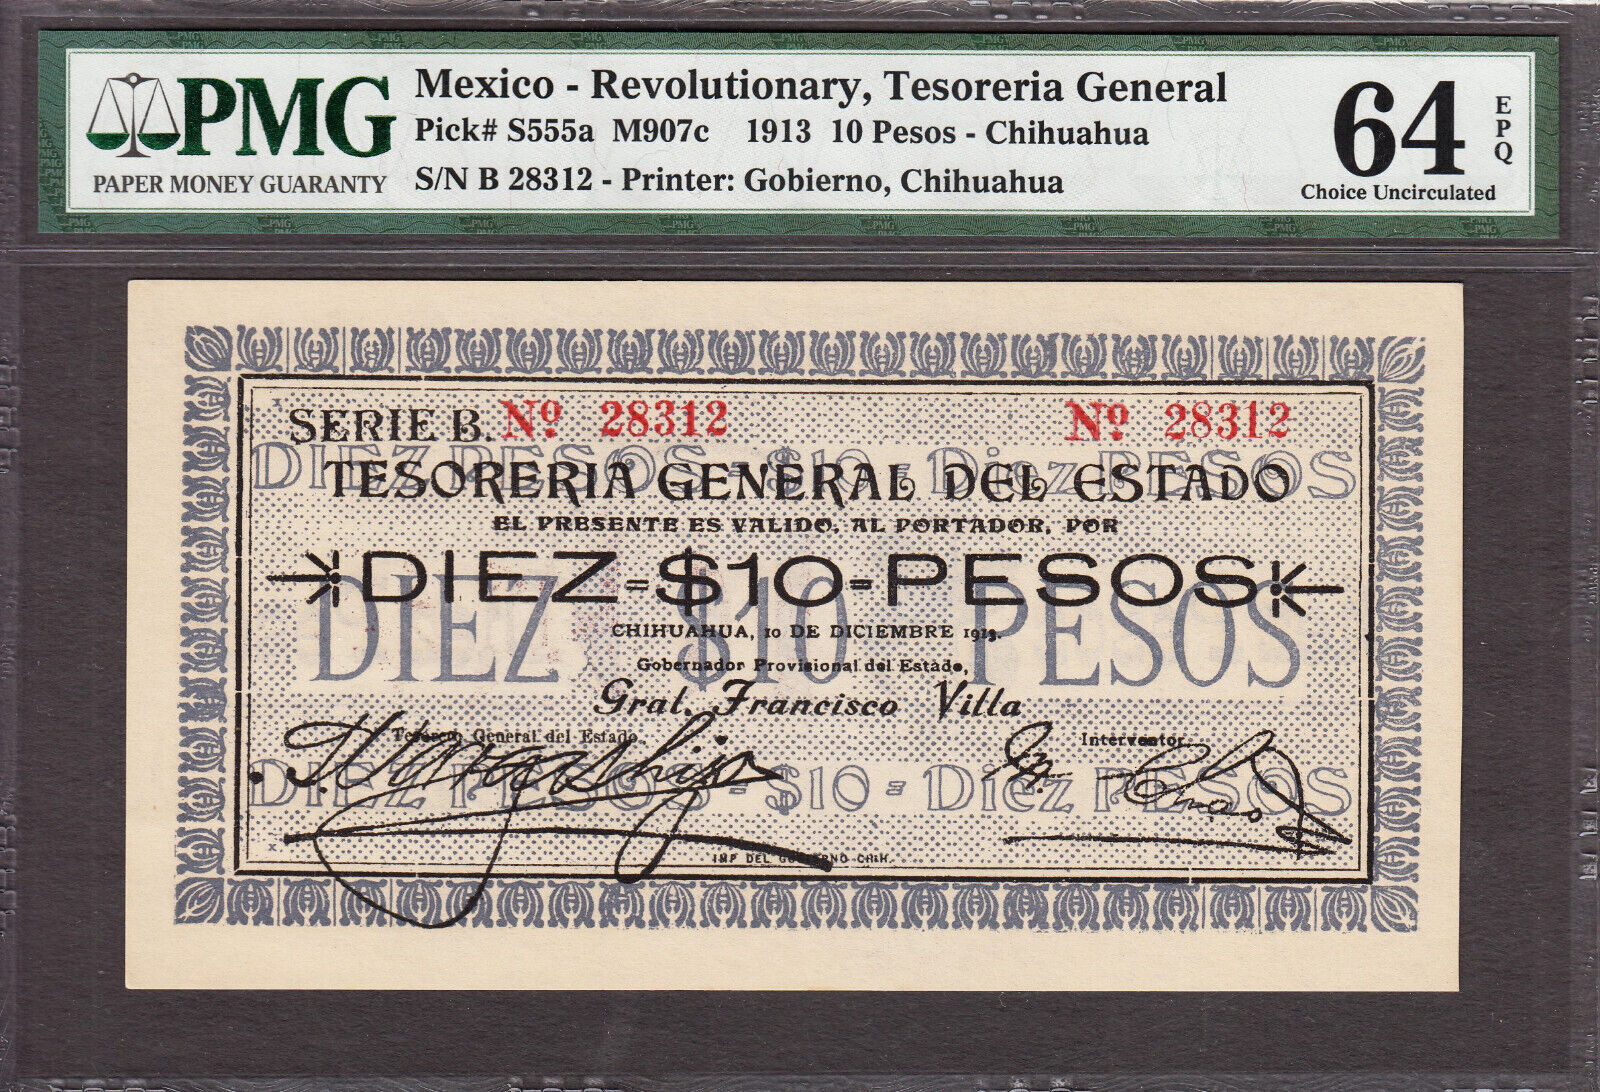 PMG
PAPER MONEY GUARANTY
Mexico - Revolutionary, Tesoreria General
Pick# S555a M907c 1913 10 Pesos - Chihuahua
S/N B 28312 - Printer: Gobierno, Chihuahua
64
EPQ
Choice Uncirculated
SERIE B. Nº 28312 Nº 28312
DIEZ PESOS - $10 = Diez PESOS
TESORERIA GENERAL DEL ESTADO
EL PRESENTE ES VALIDO, AL PORTADOR, POR
DIEZ=$10=PESOS
DIEZ $10 PESOS
CHIHUAHUA, 10 DE DICIEMBRE 1913.
Gobernador Provisional del Estado,
Gral. Francisco Villa
Tesorero General del Estado, Interventor,
DIEZ PESOS - $10 = Diez PESOS
IMP DEL GOBIERNO CHIH.